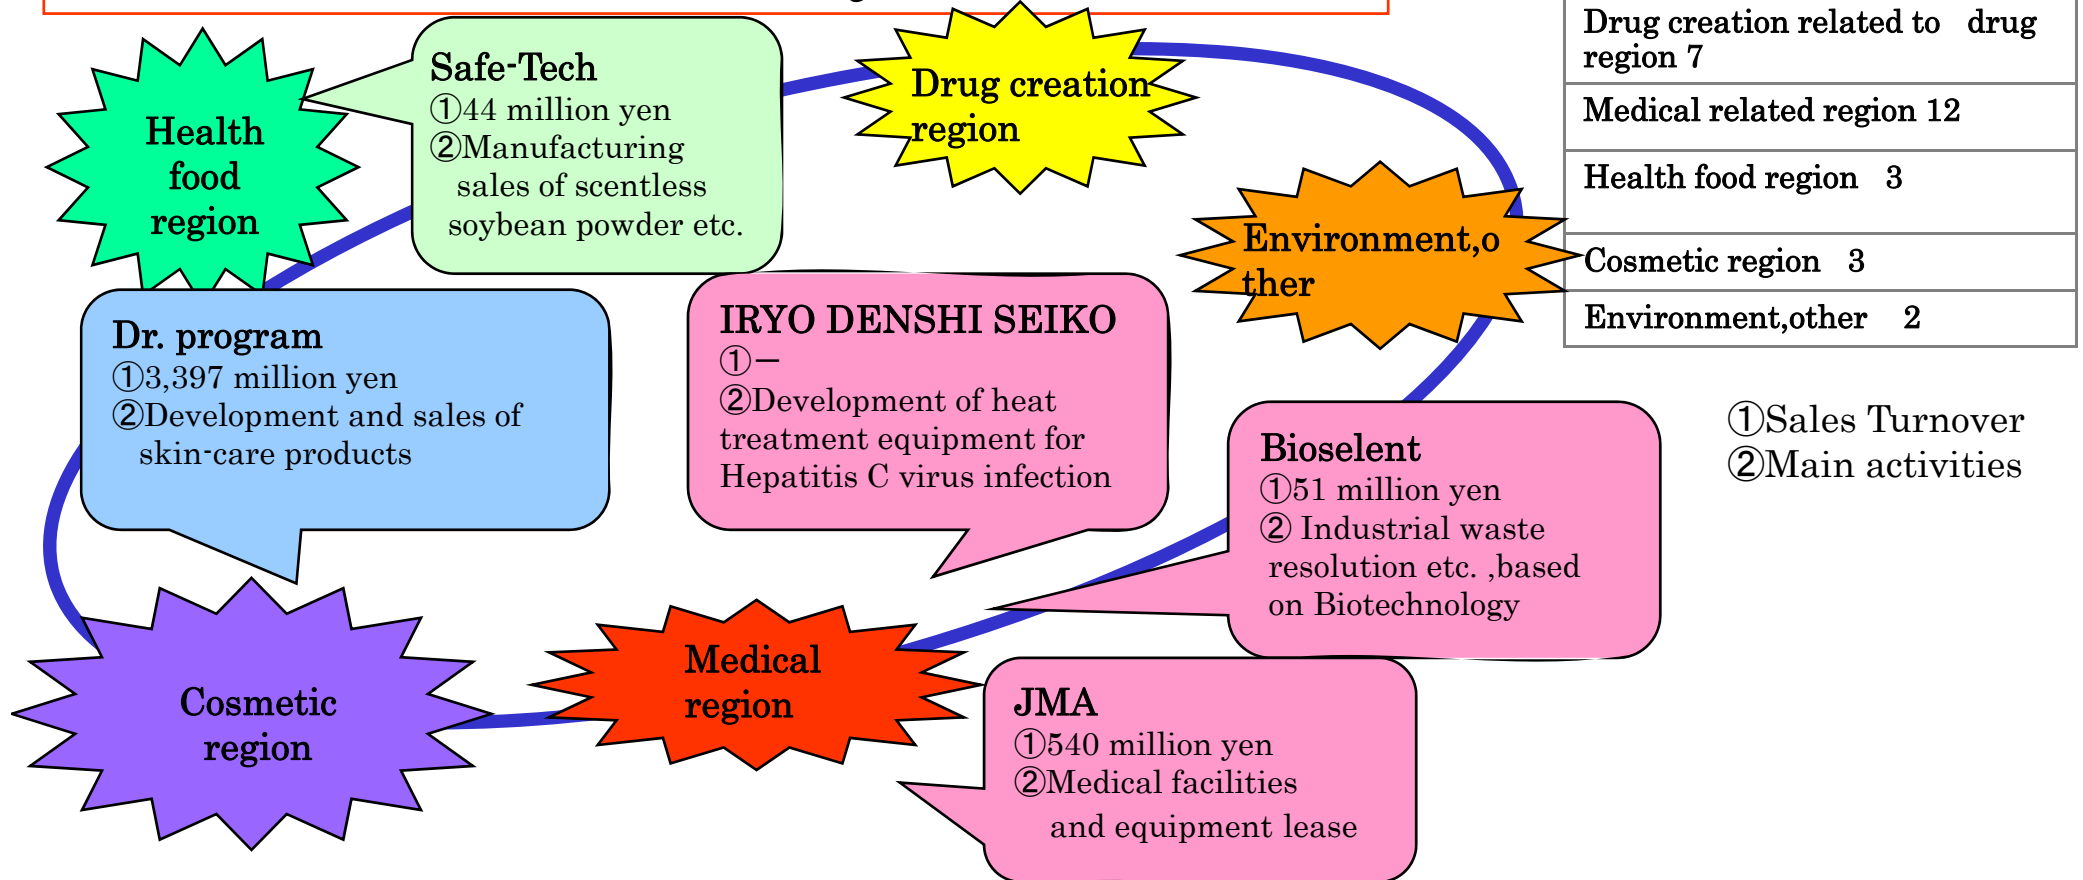 Safe-Tech
①44 million yen
②Manufacturing
sales of scentless
soybean powder etc.
Health
food
region
Drug creation
region
Drug creation related to drug
region 7
Medical related region 12
Health food region 3
Cosmetic region 3
Environment,other 2
Environment,o
ther
Dr. program
①3,397 million yen
②Development and sales of
skin-care products
IRYO DENSHI SEIKO
①－
②Development of heat
treatment equipment for
Hepatitis C virus infection
Bioselent
①51 million yen
② Industrial waste
resolution etc. ,based
on Biotechnology
①Sales Turnover
②Main activities
Cosmetic
region
Medical
region
JMA
①540 million yen
②Medical facilities
and equipment lease